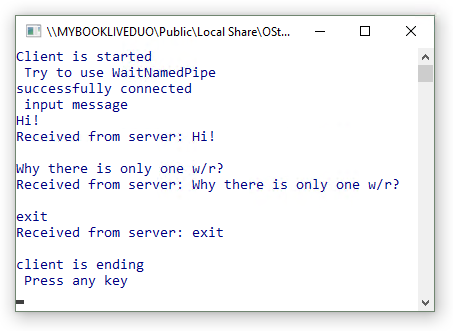 \\MYBOOKLIVEDUO\Public\Local Share\OSt...
Client is started
Try to use WaitNamedPipe
successfully connected
input message
Hi!
Received from server: Hi!
Why there is only one w/r?
Received from server: Why there is only one w/r?
exit
Received from server: exit
client is ending
Press any key